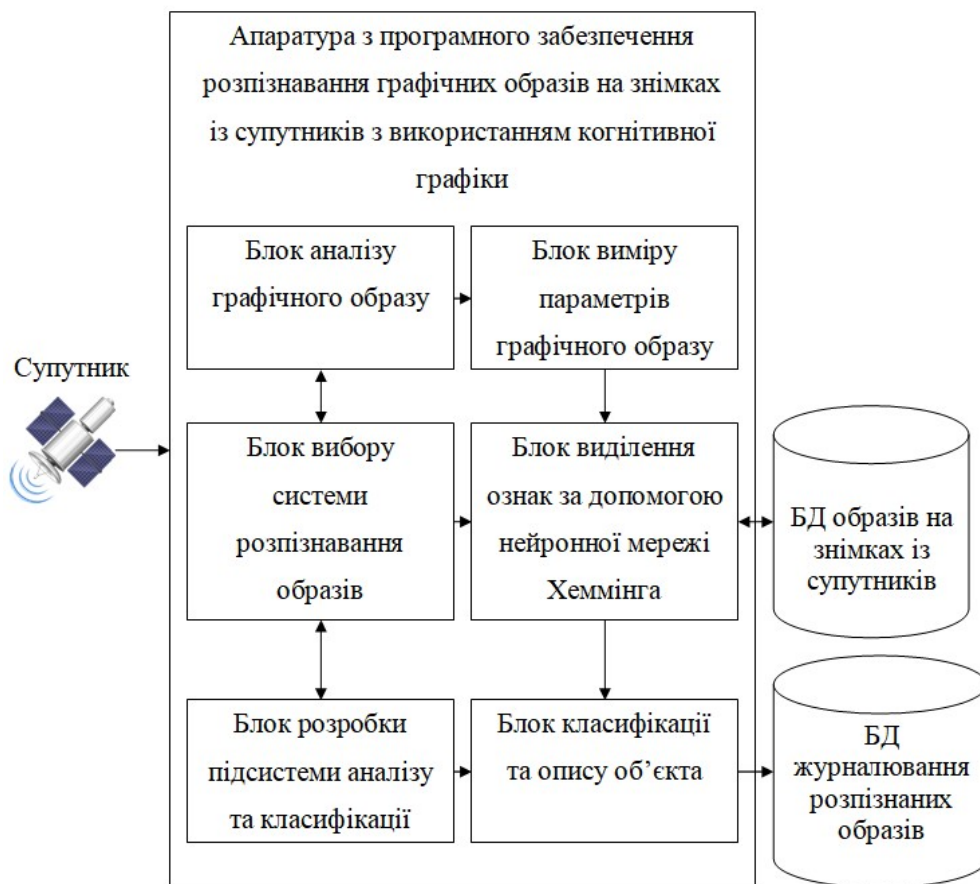 Апаратура з програмного забезпечення
розпізнавання графічних образів на знімках
із супутників з використанням когнітивної
графіки
Блок аналізу
графічного образу
Блок виміру
параметрів
графічного образу
Супутник
Блок вибору
системи
розпізнавання
образів
Блок виділення
ознак за допомогою
нейронної мережі
Хеммінга
БД образів на
знімках із
супутників
Блок розробки
підсистеми аналізу
та класифікації
Блок класифікації
та опису об’єкта
БД
журналювання
розпізнаних
образів